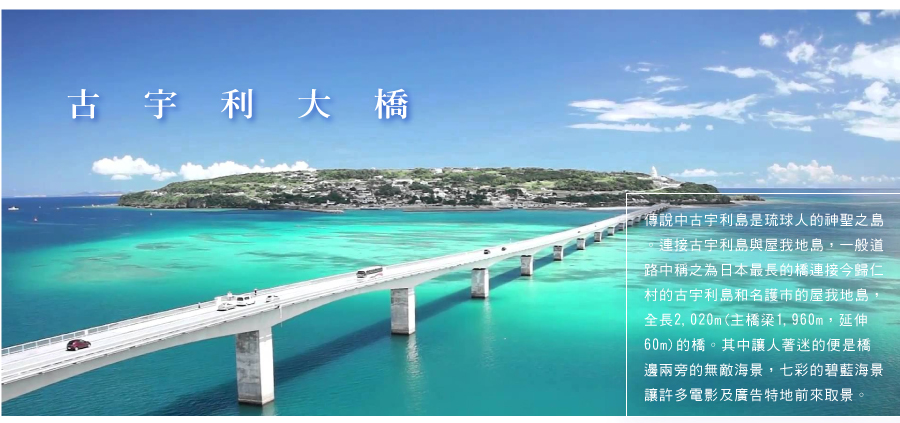 古宇利大橋
傳說中古宇利島是琉球人的神聖之島
。連接古宇利島與屋我地島，一般道
路中稱之為日本最長的橋連接今歸仁
村的古宇利島和名護市的屋我地島，
全長2,020m(主橋梁1,960m，延伸
60m)的橋。其中讓人著迷的便是橋
邊兩旁的無敵海景，七彩的碧藍海景
讓許多電影及廣告特地前來取景。